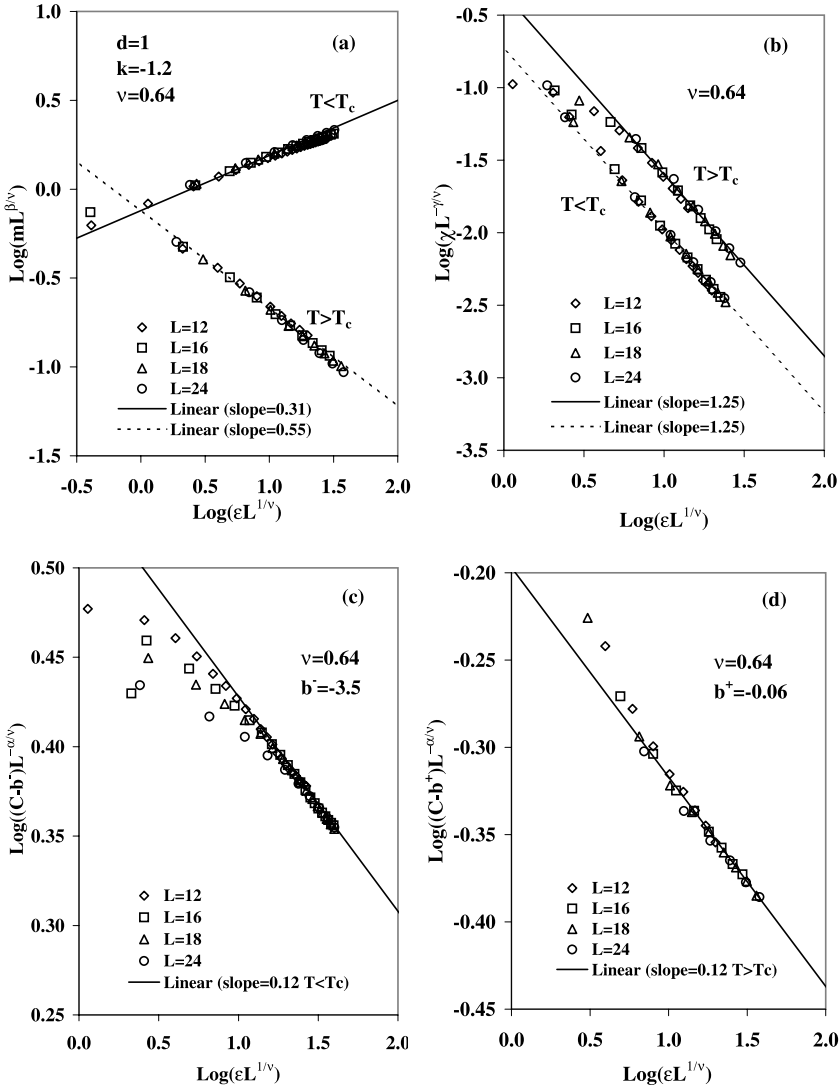 (a)
d=1
k=-1.2
ν=0.64
T<Tc
T>Tc
L=12
L=16
L=18
L=24
Linear (slope=0.31)
Linear (slope=0.55)
1.0
0.5
0.0
-0.5
-1.0
-1.5
-0.5 0.0 0.5 1.0 1.5 2.0
Log(mL^β/ν)
Log(εL^1/ν)
(b)
ν=0.64
T>Tc
T<Tc
L=12
L=16
L=18
L=24
Linear (slope=1.25)
Linear (slope=1.25)
-0.5
-1.0
-1.5
-2.0
-2.5
-3.0
-3.5
0.0 0.5 1.0 1.5 2.0
Log(χL^-γ/ν)
Log(εL^1/ν)
(c)
ν=0.64
b^-=-3.5
L=12
L=16
L=18
L=24
Linear (slope=0.12 T<Tc)
0.50
0.45
0.40
0.35
0.30
0.25
0.0 0.5 1.0 1.5 2.0
Log((C-b^-)L^-α/ν)
Log(εL^1/ν)
(d)
ν=0.64
b^+=-0.06
L=12
L=16
L=18
L=24
Linear (slope=0.12 T>Tc)
-0.20
-0.25
-0.30
-0.35
-0.40
-0.45
0.0 0.5 1.0 1.5 2.0
Log((C-b^+)L^-α/ν)
Log(εL^1/ν)